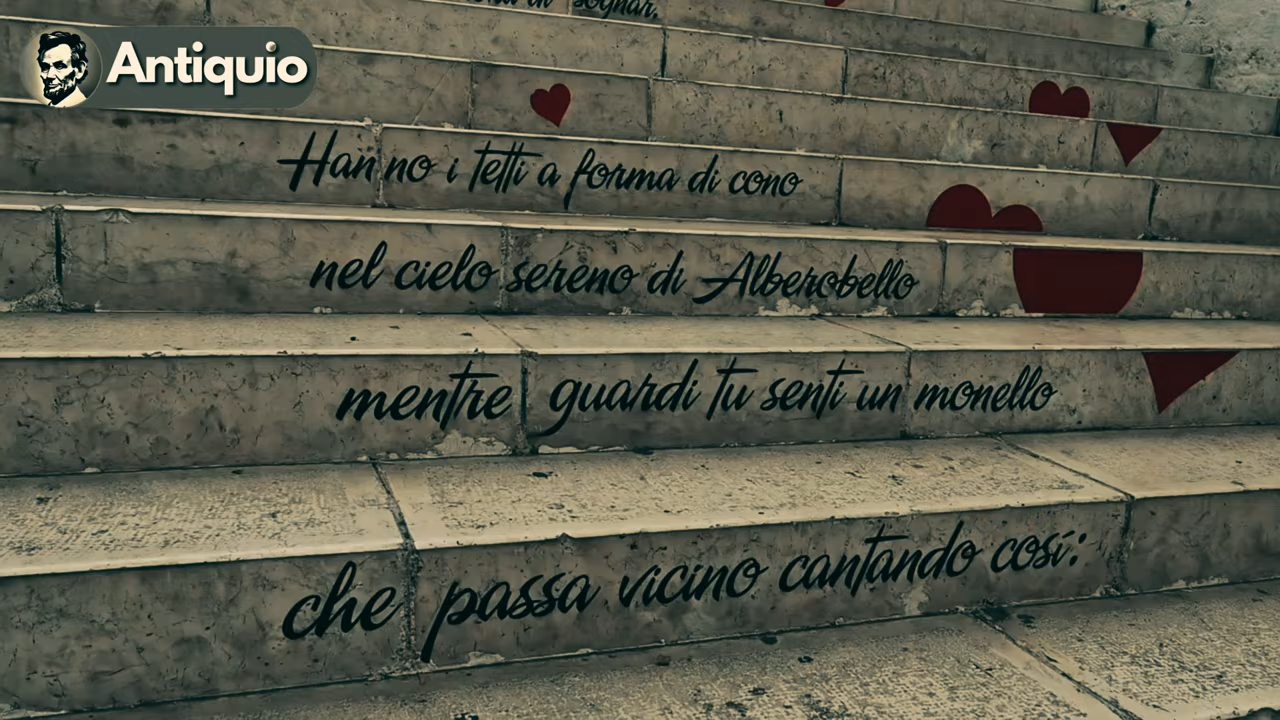 Antiquio
sognar.
Hanno i tetti a forma di cono
nel cielo sereno di Alberobello
mentre guardi tu senti un monello
che passa vicino cantando così: